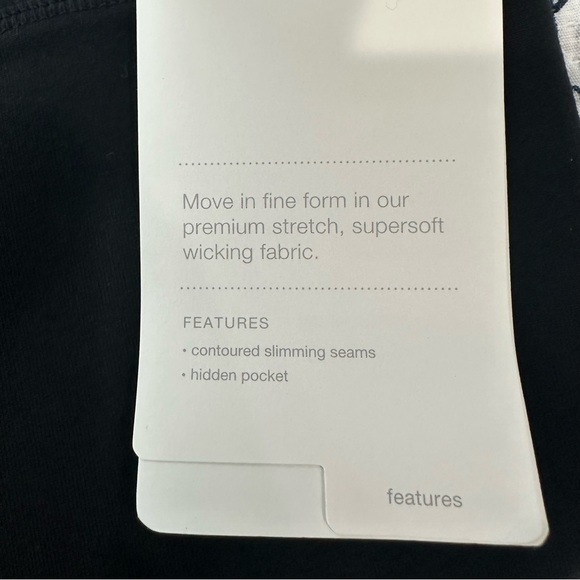 Move in fine form in our
premium stretch, supersoft
wicking fabric.
FEATURES
• contoured slimming seams
• hidden pocket
features